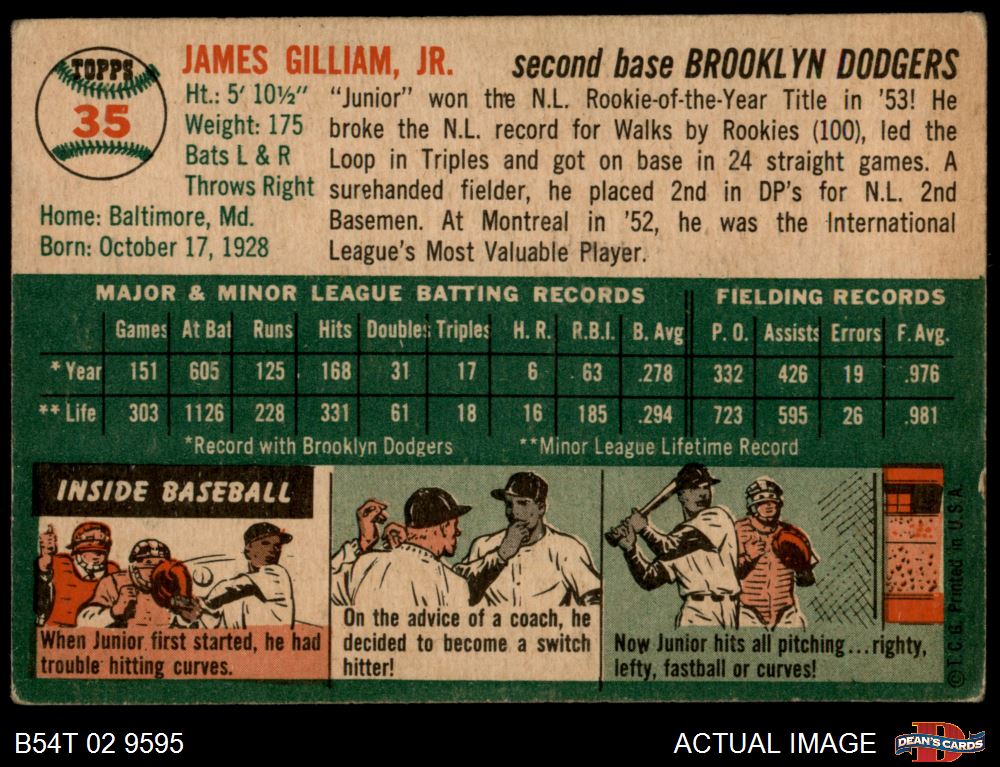 TOPPS
35
JAMES GILLIAM, JR.
second base BROOKLYN DODGERS
Ht.: 5' 10½"
Weight: 175
Bats L & R
Throws Right
Home: Baltimore, Md.
Born: October 17, 1928
"Junior" won the N.L. Rookie-of-the-Year Title in '53! He
broke the N.L. record for Walks by Rookies (100), led the
Loop in Triples and got on base in 24 straight games. A
surehanded fielder, he placed 2nd in DP's for N.L. 2nd
Basemen. At Montreal in '52, he was the International
League's Most Valuable Player.
MAJOR & MINOR LEAGUE BATTING RECORDS FIELDING RECORDS
Games At Bat Runs Hits Doubles Triples H. R. R.B.I. B. Avg P. O. Assists Errors F. Avg.
* Year 151 605 125 168 31 17 6 63 .278 332 426 19 .976
** Life 303 1126 228 331 61 18 16 185 .294 723 595 26 .981
*Record with Brooklyn Dodgers **Minor League Lifetime Record
INSIDE BASEBALL
When Junior first started, he had
trouble hitting curves.
On the advice of a coach, he
decided to become a switch
hitter!
Now Junior hits all pitching...righty,
lefty, fastball or curves!
© T.C.G. Printed in U.S.A.
B54T 02 9595
ACTUAL IMAGE
D
DEAN'S CARDS